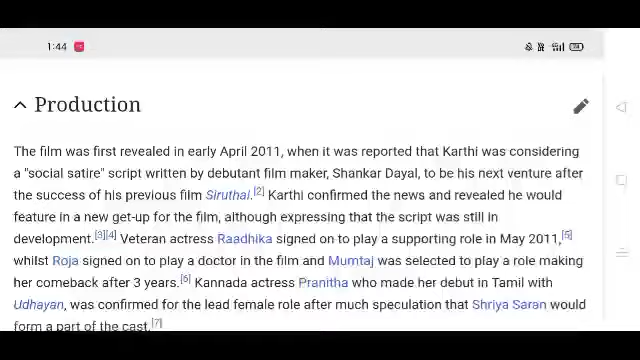 1:44
Production
The film was first revealed in early April 2011, when it was reported that Karthi was considering
a "social satire" script written by debutant film maker, Shankar Dayal, to be his next venture after
the success of his previous film Siruthai.[2] Karthi confirmed the news and revealed he would
feature in a new get-up for the film, although expressing that the script was still in
development.[3][4] Veteran actress Raadhika signed on to play a supporting role in May 2011,[5]
whilst Roja signed on to play a doctor in the film and Mumtaj was selected to play a role making
her comeback after 3 years.[6] Kannada actress Pranitha who made her debut in Tamil with
Udhayan, was confirmed for the lead female role after much speculation that Shriya Saran would
form a part of the cast.[7]